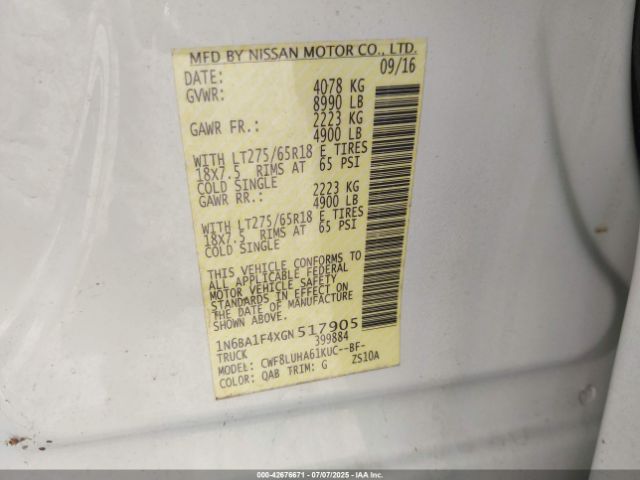 MFD BY NISSAN MOTOR CO., LTD.
DATE: 09/16
GVWR: 4078 KG
8990 LB
GAWR FR.: 2223 KG
4900 LB
WITH LT275/65R18 E TIRES
18X7.5 RIMS AT 65 PSI
COLD SINGLE
GAWR RR.: 2223 KG
4900 LB
WITH LT275/65R18 E TIRES
18X7.5 RIMS AT 65 PSI
COLD SINGLE
THIS VEHICLE CONFORMS TO
ALL APPLICABLE FEDERAL
MOTOR VEHICLE SAFETY
STANDARDS IN EFFECT ON
THE DATE OF MANUFACTURE
SHOWN ABOVE.
1N6BA1F4XGN517905
TRUCK 399884
MODEL: CWF8LUHA61KUC--BF-
COLOR: QAB TRIM: G ZS10A
000-42676671 - 07/07/2025 - IAA, Inc.